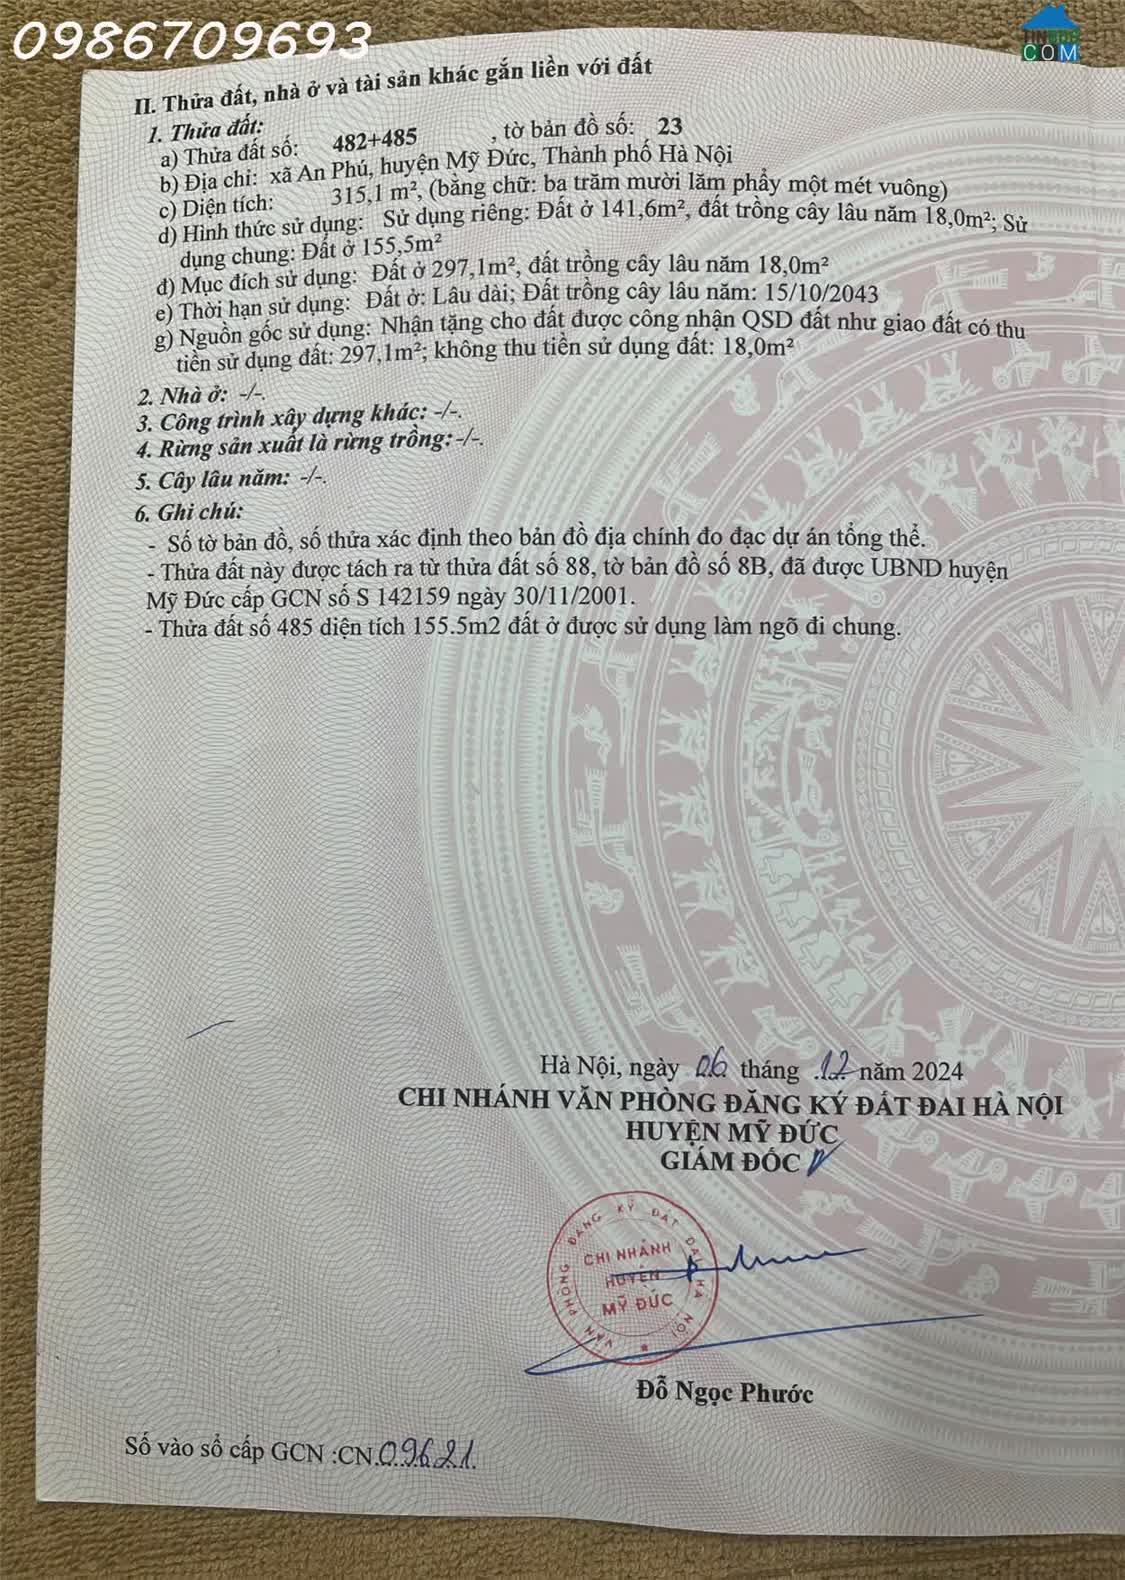 0986709693
TIN
COM
II. Thửa đất, nhà ở và tài sản khác gắn liền với đất
1. Thửa đất:
a) Thửa đất số: 482+485 , tờ bản đồ số: 23
b) Địa chỉ: xã An Phú, huyện Mỹ Đức, Thành phố Hà Nội
c) Diện tích: 315,1 m², (bằng chữ: ba trăm mười lăm phẩy một mét vuông)
d) Hình thức sử dụng: Sử dụng riêng: Đất ở 141,6m², đất trồng cây lâu năm 18,0m²; Sử
dụng chung: Đất ở 155,5m²
đ) Mục đích sử dụng: Đất ở 297,1m², đất trồng cây lâu năm 18,0m²
e) Thời hạn sử dụng: Đất ở: Lâu dài; Đất trồng cây lâu năm: 15/10/2043
g) Nguồn gốc sử dụng: Nhận tặng cho đất được công nhận QSD đất như giao đất có thu
tiền sử dụng đất: 297,1m²; không thu tiền sử dụng đất: 18,0m²
2. Nhà ở: -/-.
3. Công trình xây dựng khác: -/-.
4. Rừng sản xuất là rừng trồng: -/-.
5. Cây lâu năm: -/-.
6. Ghi chú:
- Số tờ bản đồ, số thửa xác định theo bản đồ địa chính đo đạc dự án tổng thể.
- Thửa đất này được tách ra từ thửa đất số 88, tờ bản đồ số 8B, đã được UBND huyện
Mỹ Đức cấp GCN số S 142159 ngày 30/11/2001.
- Thửa đất số 485 diện tích 155.5m2 đất ở được sử dụng làm ngõ đi chung.
Hà Nội, ngày 06 tháng 12 năm 2024
CHI NHÁNH VĂN PHÒNG ĐĂNG KÝ ĐẤT ĐAI HÀ NỘI
HUYỆN MỸ ĐỨC
GIÁM ĐỐC
VĂN PHÒNG ĐĂNG KÝ ĐẤT ĐAI HÀ NỘI
CHI NHÁNH
HUYỆN
MỸ ĐỨC
Đỗ Ngọc Phước
Số vào sổ cấp GCN :CN.09621.